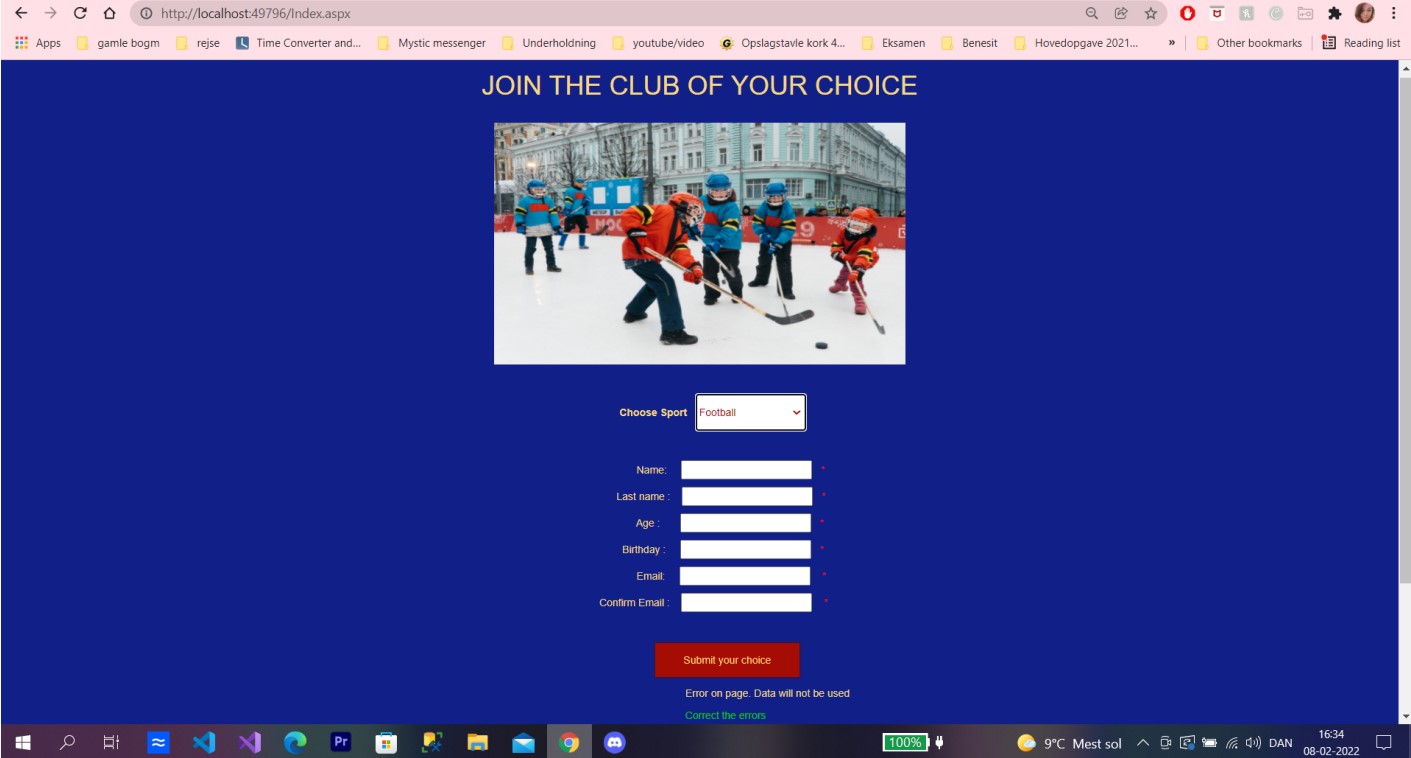 http://localhost:49796/Index.aspx
Apps gamle bogm rejse Time Converter and... Mystic messenger Underholdning youtube/video Opslagstavle kork 4... Eksamen Benesit Hovedopgave 2021... » Other bookmarks Reading list
JOIN THE CLUB OF YOUR CHOICE
Choose Sport Football
Name: *
Last name : *
Age : *
Birthday : *
Email: *
Confirm Email : *
Submit your choice
Error on page. Data will not be used
Correct the errors
Pr 100% 9°C Mest sol DAN 16:34
08-02-2022